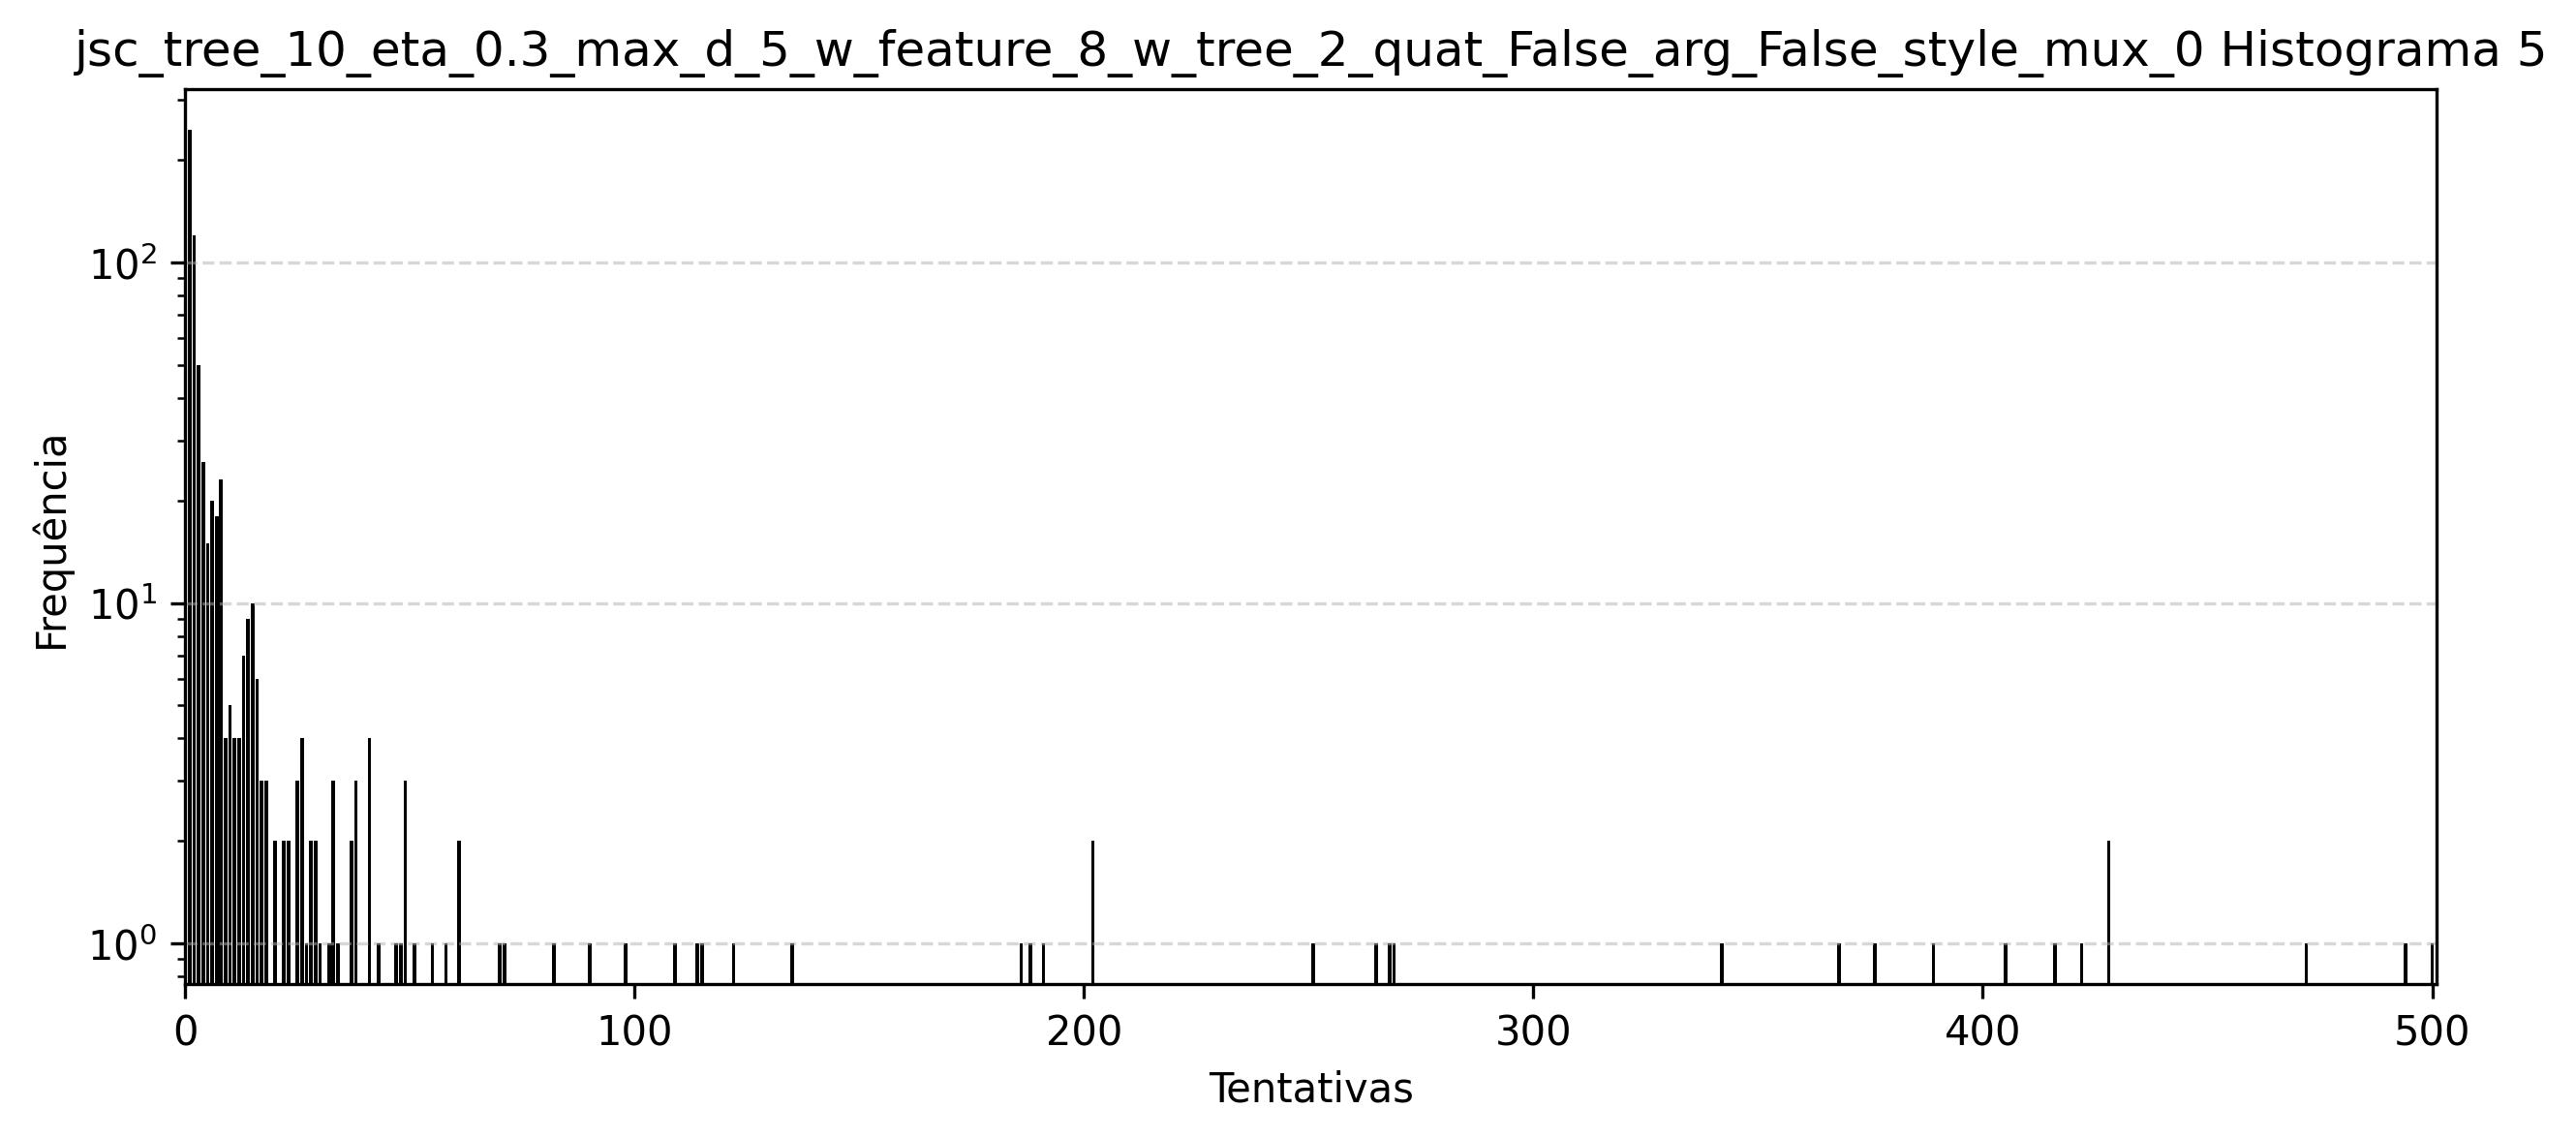 jsc_tree_10_eta_0.3_max_d_5_w_feature_8_w_tree_2_quat_False_arg_False_style_mux_0 Histograma 5
Frequência
10²
10¹
10⁰
0 100 200 300 400 500
Tentativas